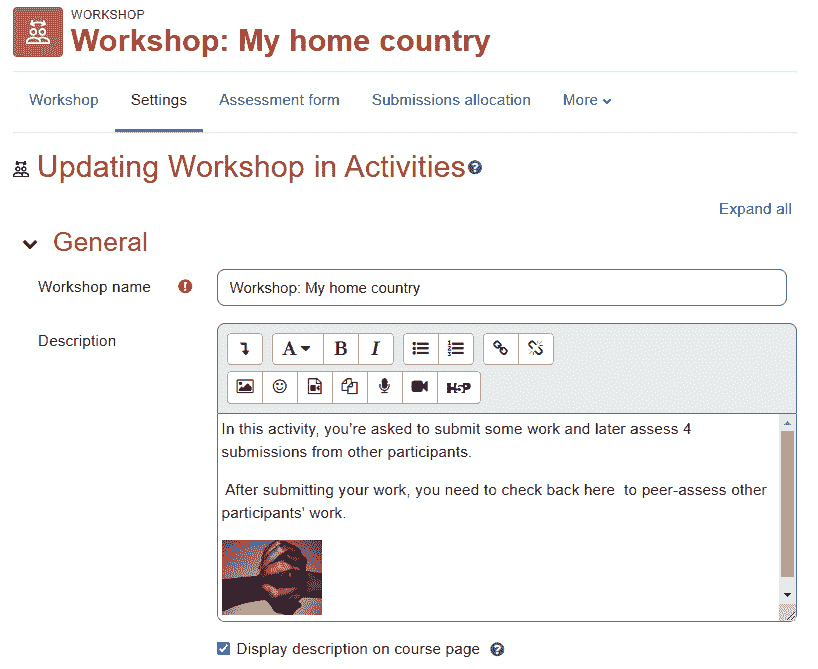 WORKSHOP
Workshop: My home country
Workshop
Settings
Assessment form
Submissions allocation
More
Updating Workshop in Activities
Expand all
General
Workshop name
Workshop: My home country
Description
A
B
I
H5P
In this activity, you're asked to submit some work and later assess 4
submissions from other participants.
After submitting your work, you need to check back here  to peer-assess other
participants' work.
Display description on course page